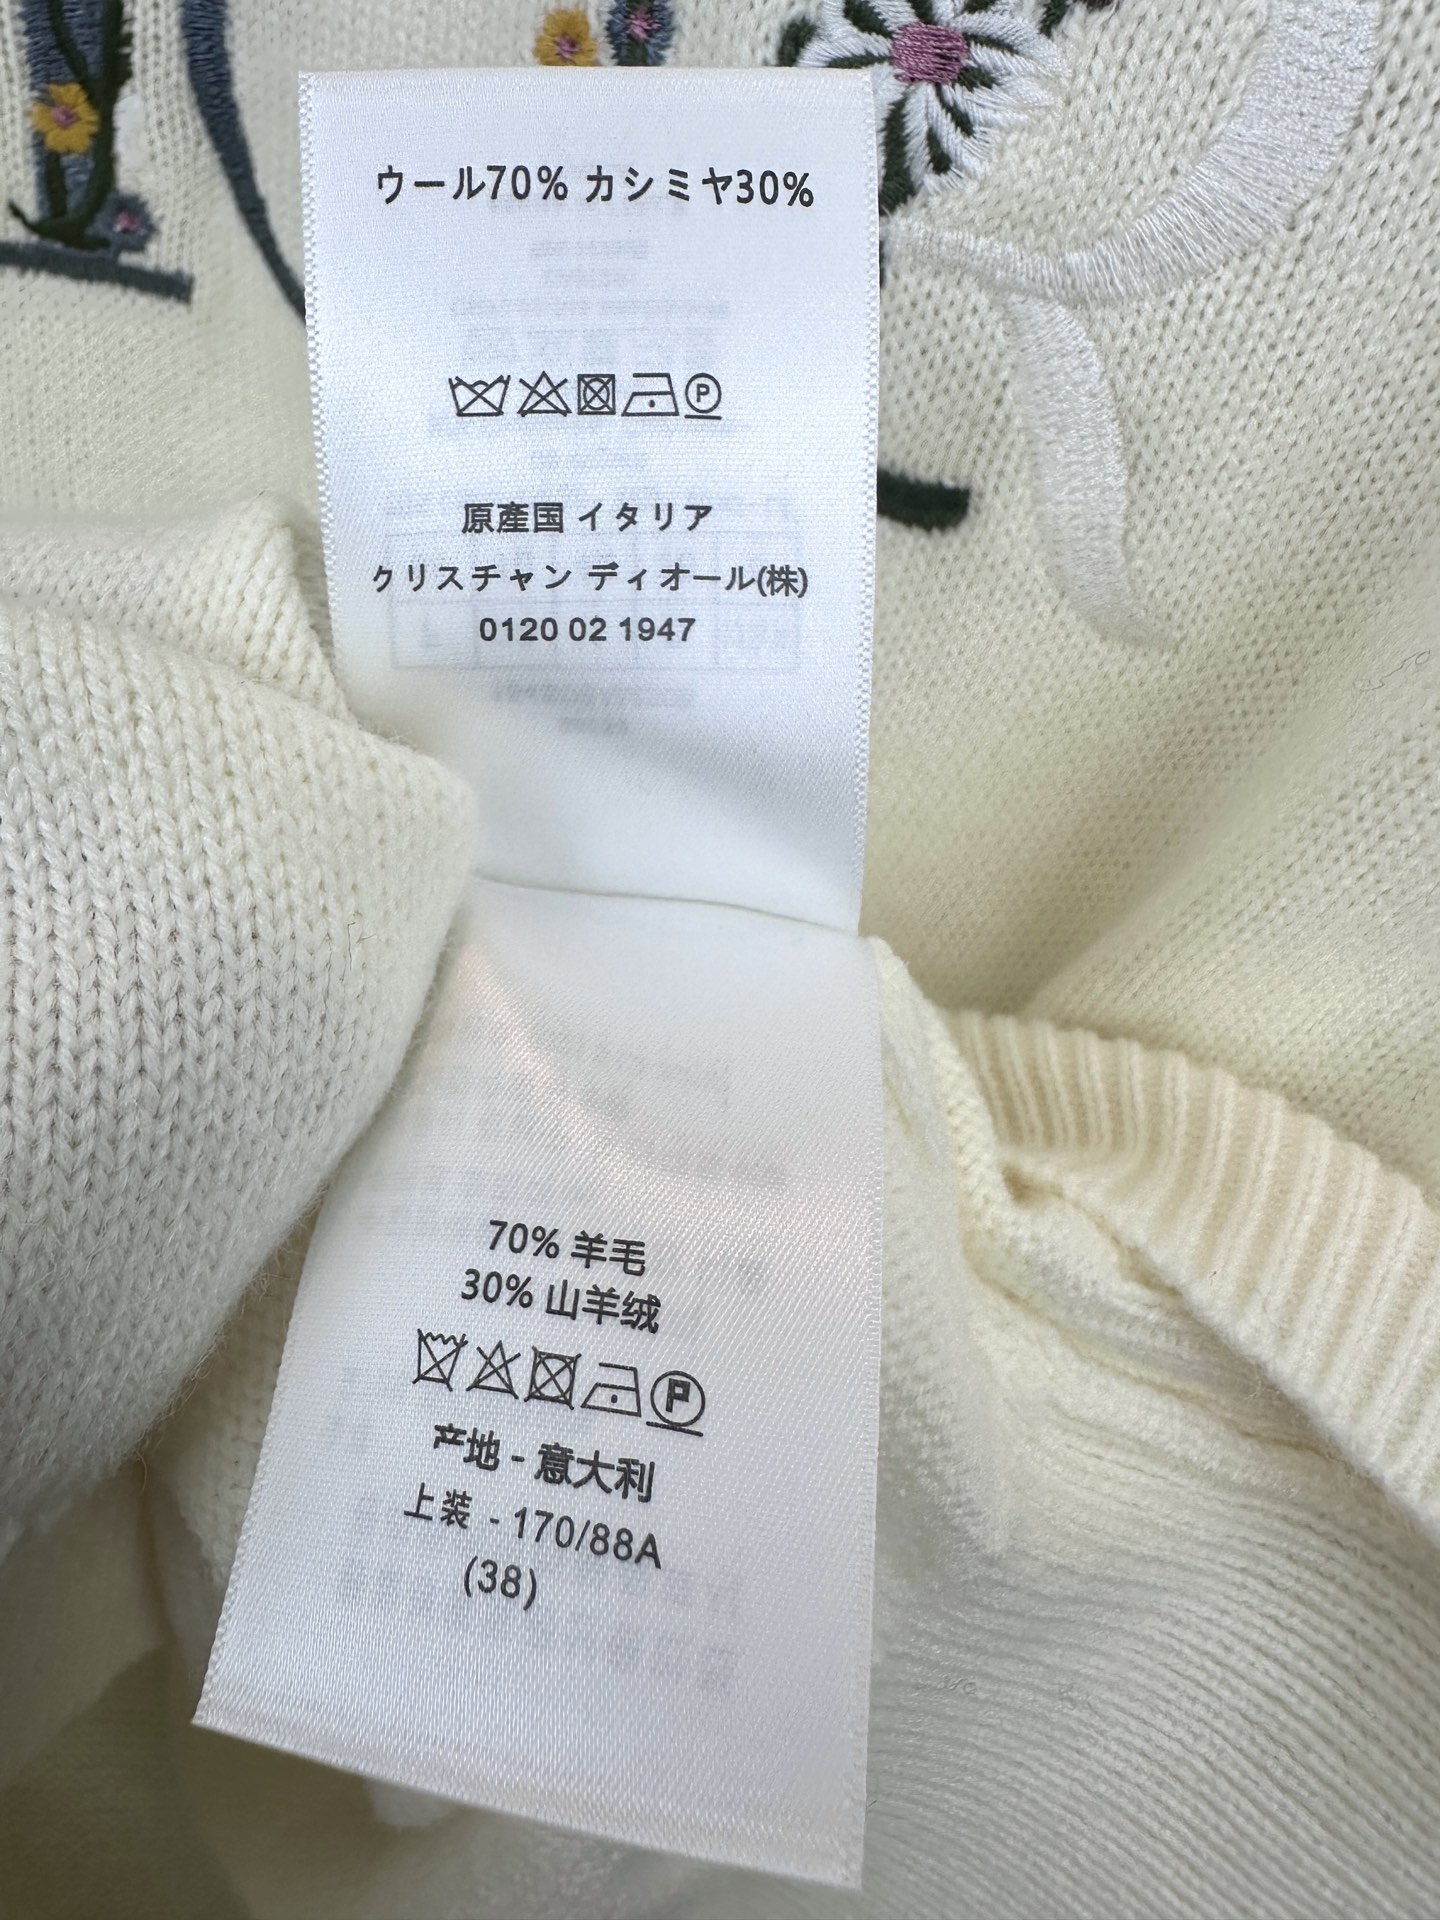 ウール70% カシミヤ30%
P
原産国 イタリア
クリスチャン ディオール(株)
0120 02 1947
70% 羊毛
30% 山羊绒
P
产地 - 意大利
上装 - 170/88A
(38)